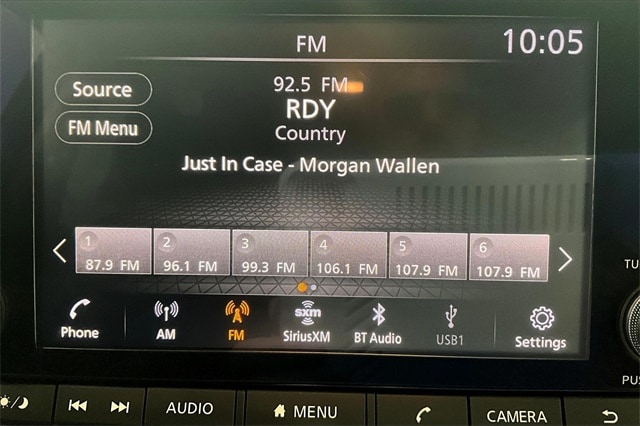 FM
10:05
Source
92.5 FM
RDY
FM Menu
Country
Just In Case - Morgan Wallen
1 2 3 4 5 6
87.9 FM 96.1 FM 99.3 FM 106.1 FM 107.9 FM 107.9 FM
sxm
Phone AM FM SiriusXM BT Audio USB1 Settings
TU
PUS
AUDIO MENU CAMERA